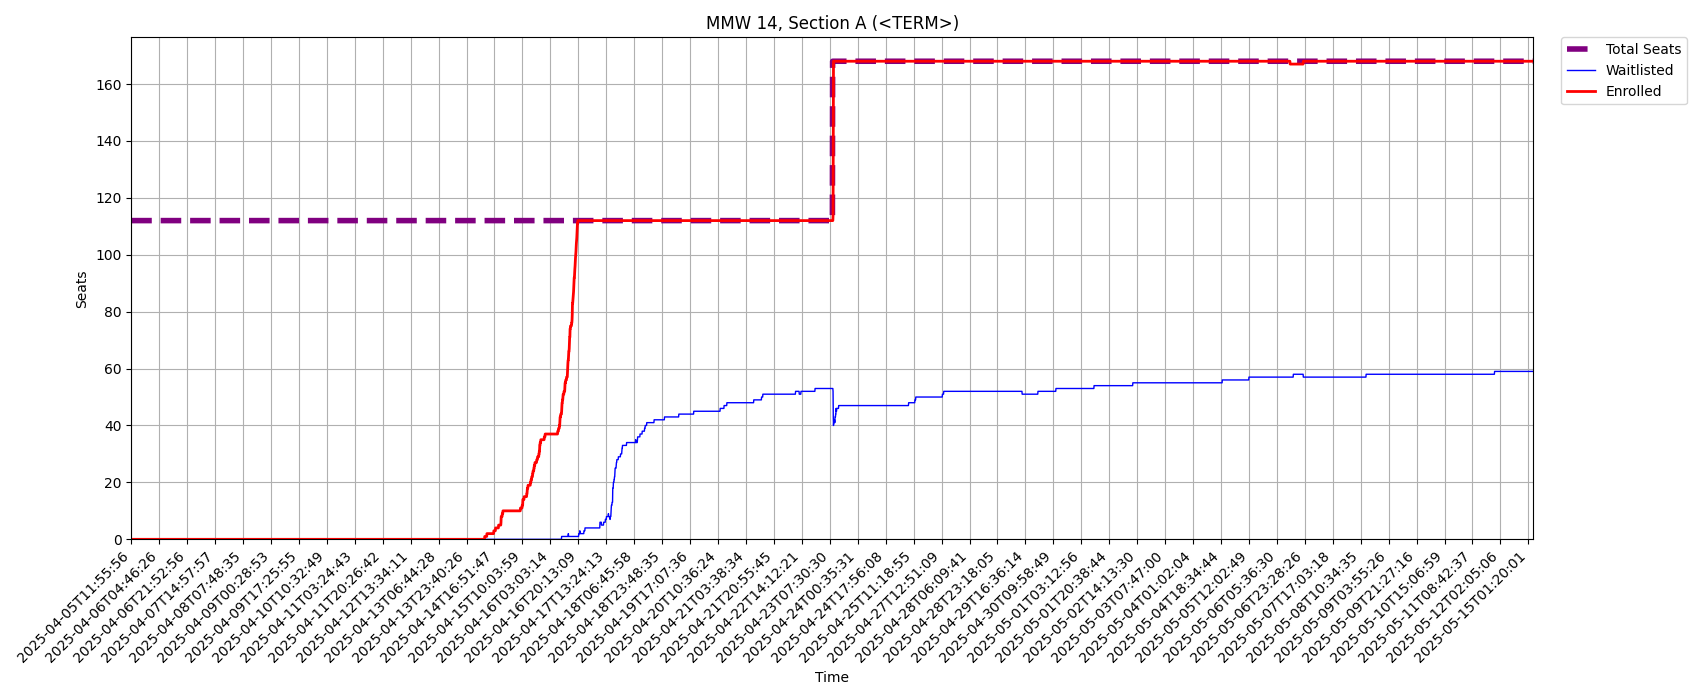 MMW 14, Section A (<TERM>)
Total Seats
Waitlisted
Enrolled
Seats
160
140
120
100
80
60
40
20
0
2025-04-05T11:55:56
2025-04-06T04:46:26
2025-04-06T21:52:56
2025-04-07T14:57:57
2025-04-08T07:48:35
2025-04-09T00:28:53
2025-04-09T17:25:55
2025-04-10T10:32:49
2025-04-11T03:24:43
2025-04-11T20:26:42
2025-04-12T13:34:11
2025-04-13T06:44:28
2025-04-13T23:40:26
2025-04-14T16:51:47
2025-04-15T10:03:59
2025-04-16T03:03:14
2025-04-16T20:13:09
2025-04-17T13:24:13
2025-04-18T06:45:58
2025-04-18T23:48:35
2025-04-19T17:07:36
2025-04-20T10:36:24
2025-04-21T03:38:34
2025-04-21T20:55:45
2025-04-22T14:12:21
2025-04-23T07:30:30
2025-04-24T00:35:31
2025-04-24T17:56:08
2025-04-25T11:18:55
2025-04-27T12:51:09
2025-04-28T06:09:41
2025-04-28T23:18:05
2025-04-29T16:36:14
2025-04-30T09:58:49
2025-05-01T03:12:56
2025-05-01T20:38:44
2025-05-02T14:13:30
2025-05-03T07:47:00
2025-05-04T01:02:04
2025-05-04T18:34:44
2025-05-05T12:02:49
2025-05-06T05:36:30
2025-05-06T23:28:26
2025-05-07T17:03:18
2025-05-08T10:34:35
2025-05-09T03:55:26
2025-05-09T21:27:16
2025-05-10T15:06:59
2025-05-11T08:42:37
2025-05-12T02:05:06
2025-05-15T01:20:01
Time